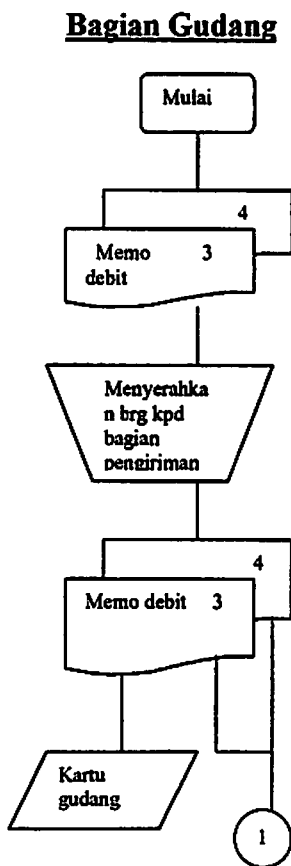 Bagian Gudang
Mulai
4
Memo 3
debit
Menyerahka
n brg kpd
bagian
pengiriman
4
Memo debit 3
Kartu
gudang
1